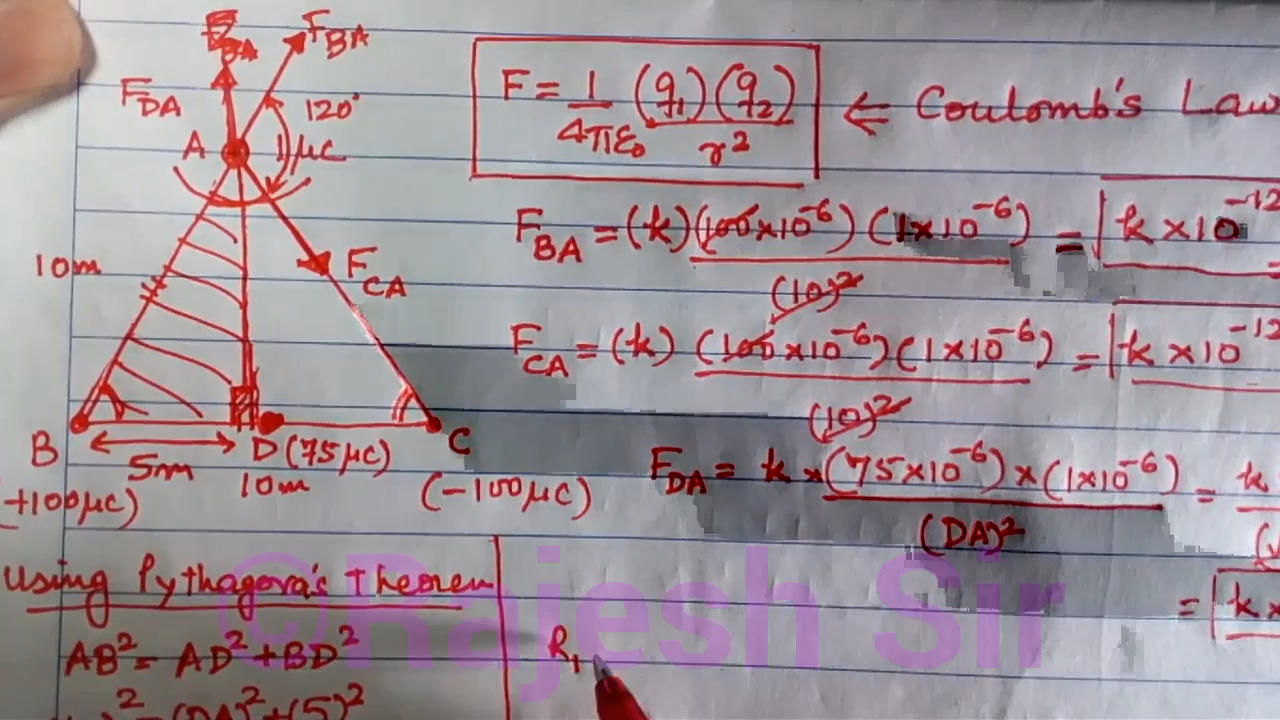 F_BA
F_DA
120°
A
1μc
10m
F_CA
B
5m
D (75μc)
10m
C
(+100μc)
(-100μc)
F = 1/4πε₀ (q₁)(q₂)/r² ⇐ Coulomb's Law
F_BA = (k)(100×10⁻⁶)(1×10⁻⁶)/(10)² = k×10⁻¹²
F_CA = (k) (100×10⁻⁶)(1×10⁻⁶)/(10)² = k×10⁻¹²
F_DA = k×(75×10⁻⁶)×(1×10⁻⁶)/(DA)² = k
= k×
Using Pythagora's Theorem
AB² = AD² + BD²
² = (DA)² + (5)²
R₁
©Rajesh Sir